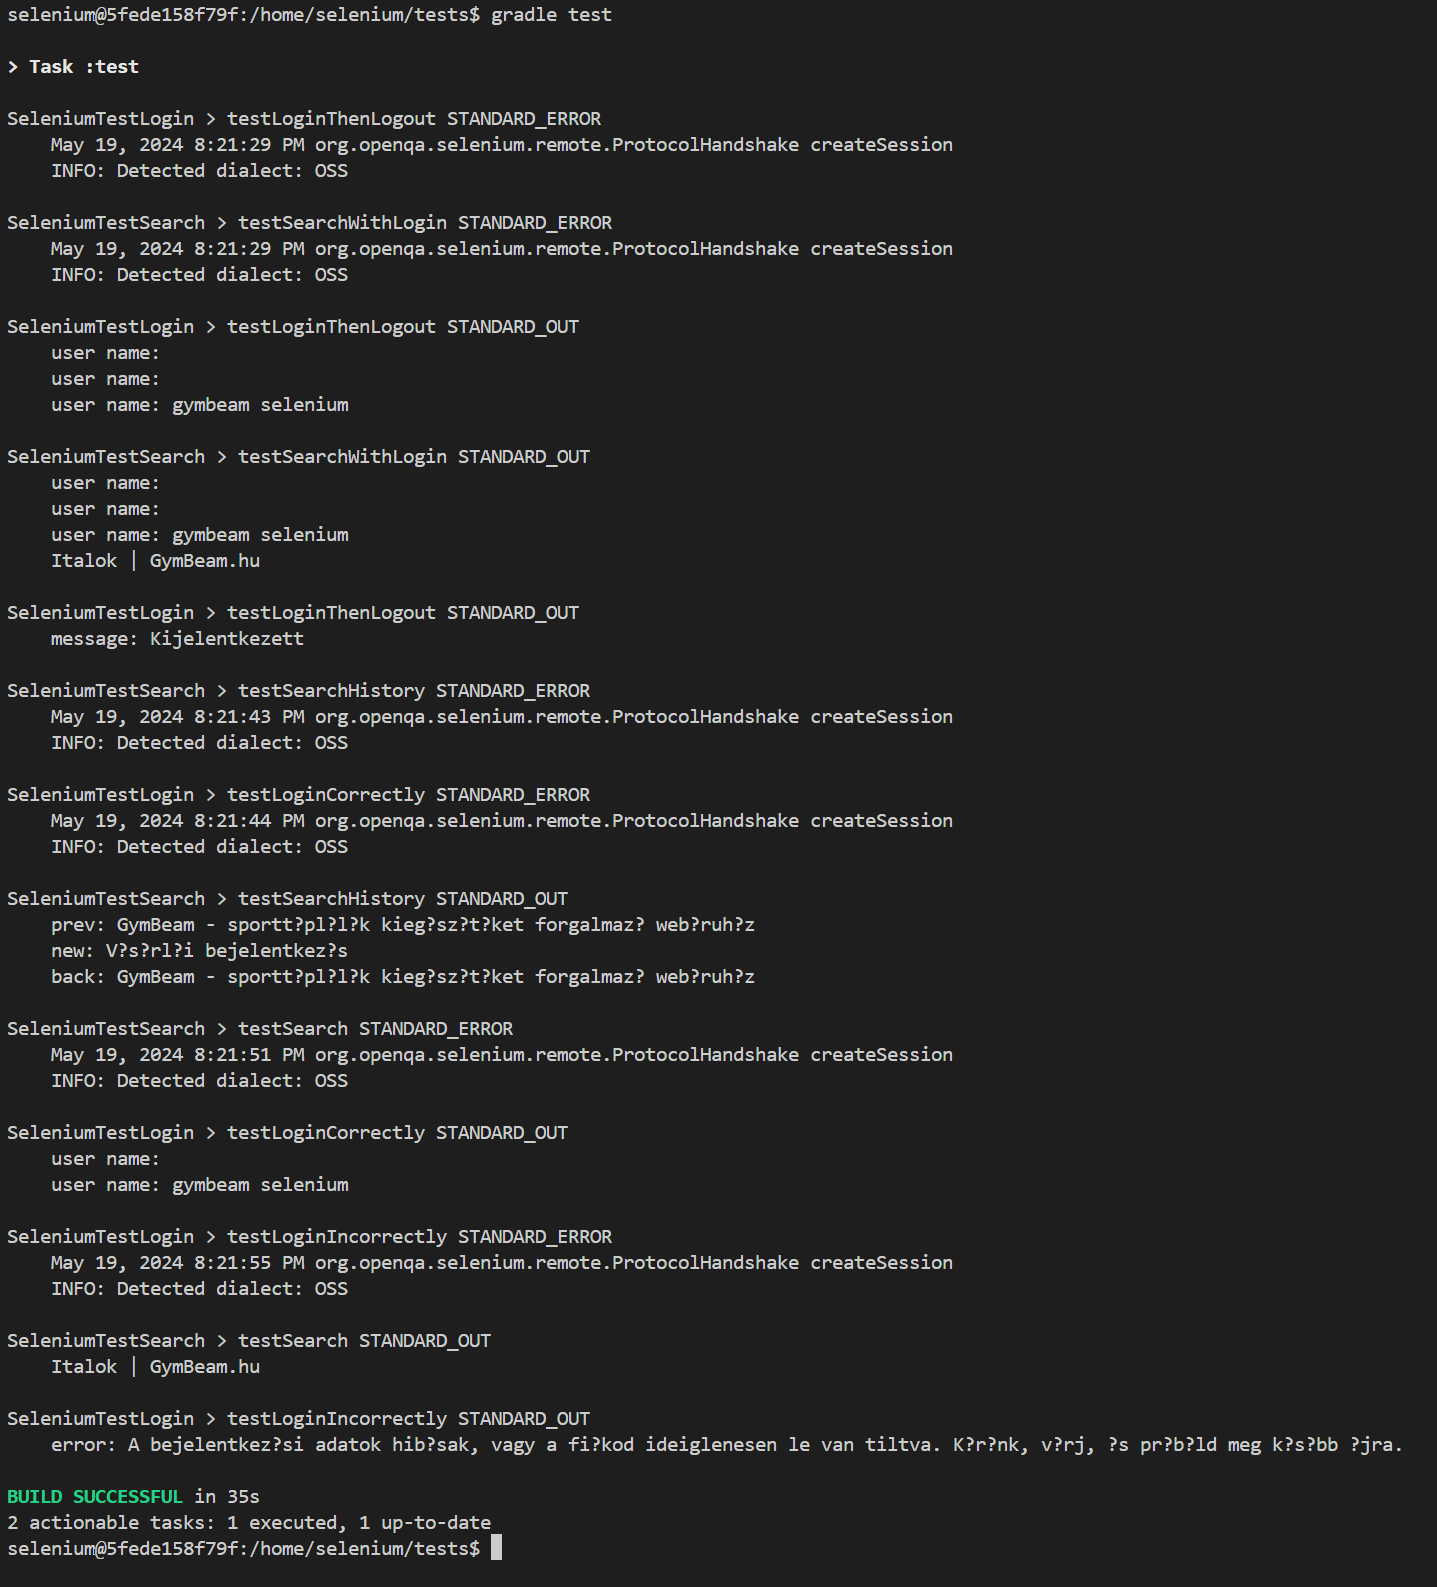 selenium@5fede158f79f:/home/selenium/tests$ gradle test
> Task :test
SeleniumTestLogin > testLoginThenLogout STANDARD_ERROR
May 19, 2024 8:21:29 PM org.openqa.selenium.remote.ProtocolHandshake createSession
INFO: Detected dialect: OSS
SeleniumTestSearch > testSearchWithLogin STANDARD_ERROR
May 19, 2024 8:21:29 PM org.openqa.selenium.remote.ProtocolHandshake createSession
INFO: Detected dialect: OSS
SeleniumTestLogin > testLoginThenLogout STANDARD_OUT
user name:
user name:
user name: gymbeam selenium
SeleniumTestSearch > testSearchWithLogin STANDARD_OUT
user name:
user name:
user name: gymbeam selenium
Italok | GymBeam.hu
SeleniumTestLogin > testLoginThenLogout STANDARD_OUT
message: Kijelentkezett
SeleniumTestSearch > testSearchHistory STANDARD_ERROR
May 19, 2024 8:21:43 PM org.openqa.selenium.remote.ProtocolHandshake createSession
INFO: Detected dialect: OSS
SeleniumTestLogin > testLoginCorrectly STANDARD_ERROR
May 19, 2024 8:21:44 PM org.openqa.selenium.remote.ProtocolHandshake createSession
INFO: Detected dialect: OSS
SeleniumTestSearch > testSearchHistory STANDARD_OUT
prev: GymBeam - sportt?pl?l?k kieg?sz?t?ket forgalmaz? web?ruh?z
new: V?s?rl?i bejelentkez?s
back: GymBeam - sportt?pl?l?k kieg?sz?t?ket forgalmaz? web?ruh?z
SeleniumTestSearch > testSearch STANDARD_ERROR
May 19, 2024 8:21:51 PM org.openqa.selenium.remote.ProtocolHandshake createSession
INFO: Detected dialect: OSS
SeleniumTestLogin > testLoginCorrectly STANDARD_OUT
user name:
user name: gymbeam selenium
SeleniumTestLogin > testLoginIncorrectly STANDARD_ERROR
May 19, 2024 8:21:55 PM org.openqa.selenium.remote.ProtocolHandshake createSession
INFO: Detected dialect: OSS
SeleniumTestSearch > testSearch STANDARD_OUT
Italok | GymBeam.hu
SeleniumTestLogin > testLoginIncorrectly STANDARD_OUT
error: A bejelentkez?si adatok hib?sak, vagy a fi?kod ideiglenesen le van tiltva. K?r?nk, v?rj, ?s pr?b?ld meg k?s?bb ?jra.
BUILD SUCCESSFUL in 35s
2 actionable tasks: 1 executed, 1 up-to-date
selenium@5fede158f79f:/home/selenium/tests$